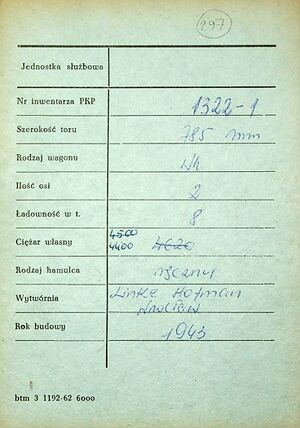 297
Jednostka służbowa
Nr inwentarza PKP 1322-1
Szerokość toru 785 mm
Rodzaj wagonu Wk
Ilość osi 2
Ładowność w t. 8
4500
Ciężar własny 4400
Rodzaj hamulca ręczny
Wytwórnia Linke Hofman
Wrocław
Rok budowy 1943
btm 3 1192-62 6000